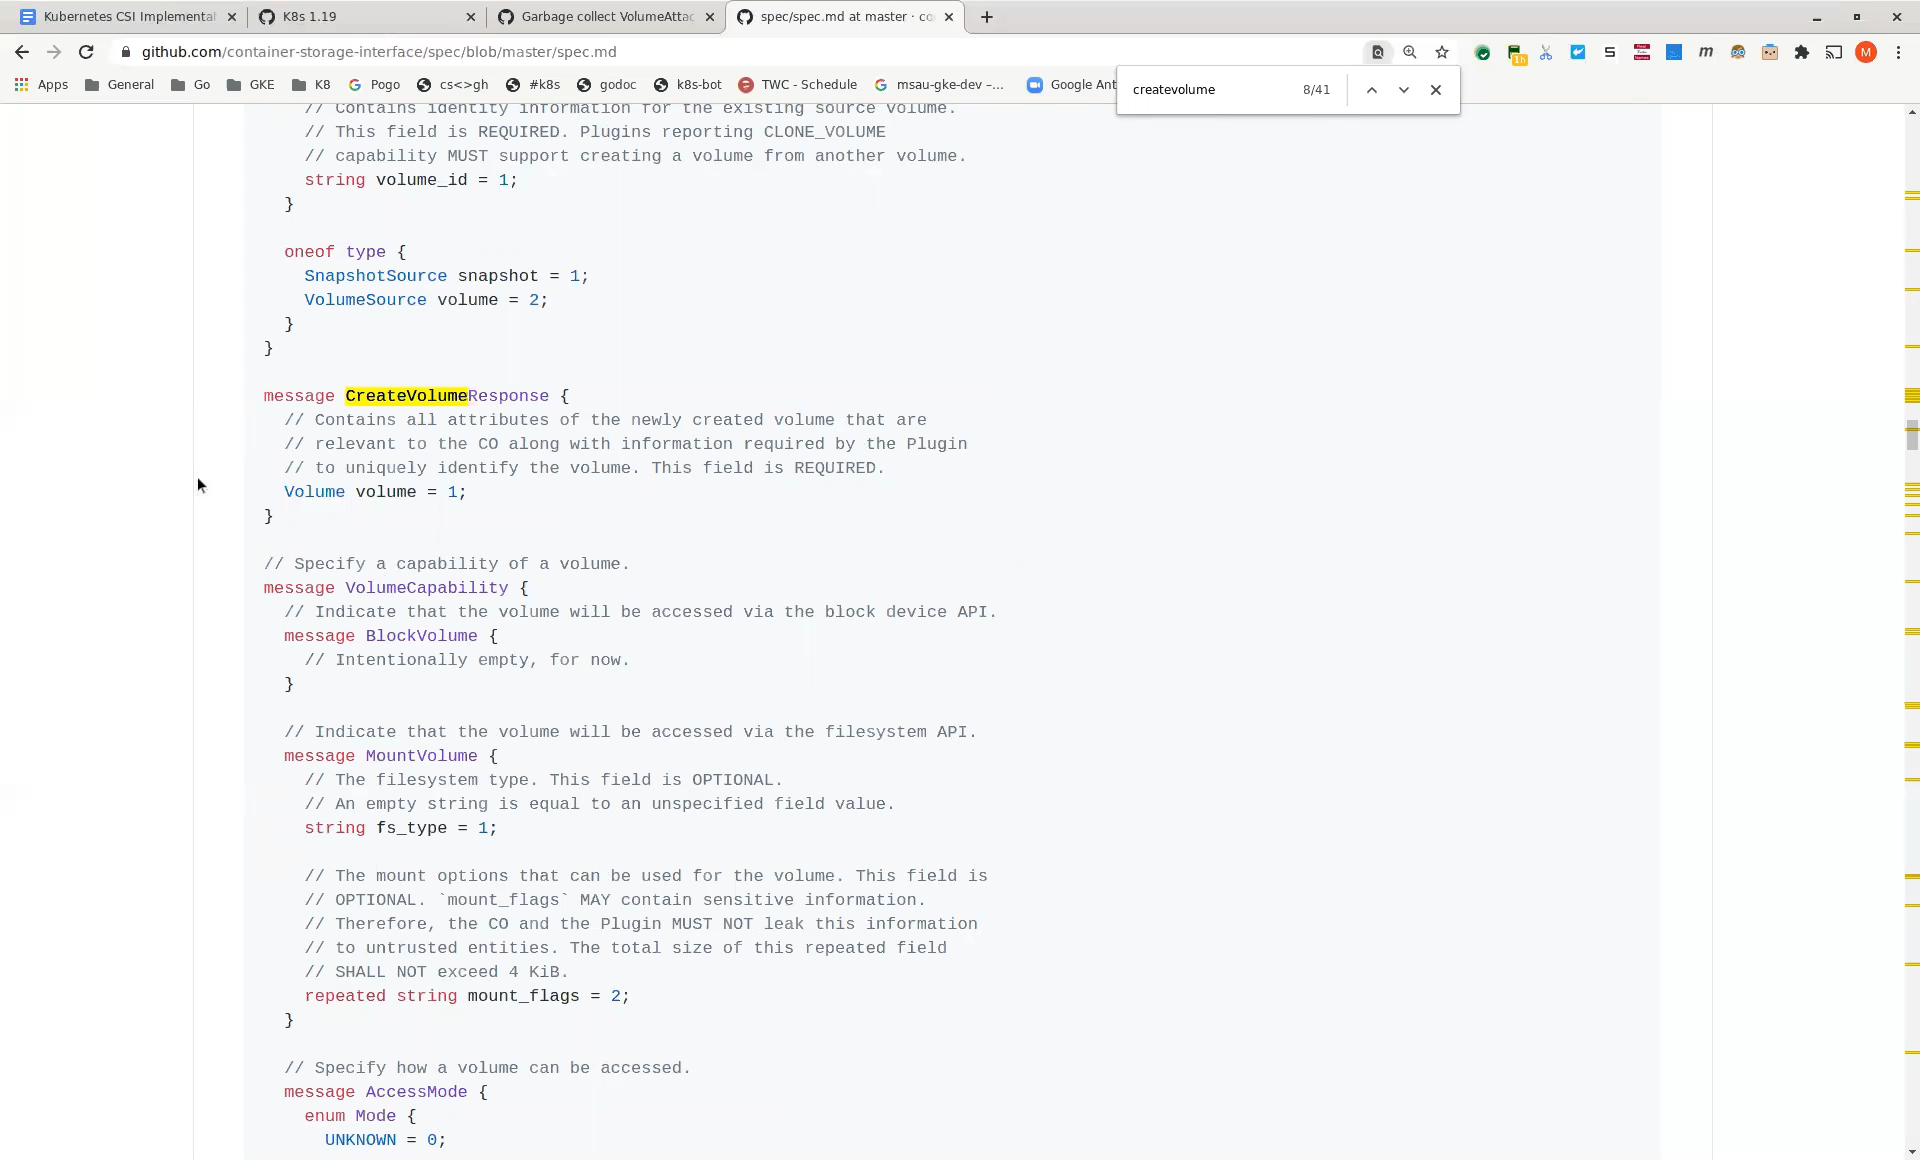 Kubernetes CSI Implementat
K8s 1.19
Garbage collect VolumeAttac
spec/spec.md at master · co
github.com/container-storage-interface/spec/blob/master/spec.md
1h
M
Apps General Go GKE K8 Pogo cs<>gh #k8s godoc k8s-bot TWC - Schedule msau-gke-dev –... Google Ant
createvolume 8/41
// Contains identity information for the existing source volume.
// This field is REQUIRED. Plugins reporting CLONE_VOLUME
// capability MUST support creating a volume from another volume.
string volume_id = 1;
}
oneof type {
SnapshotSource snapshot = 1;
VolumeSource volume = 2;
}
}
message CreateVolumeResponse {
// Contains all attributes of the newly created volume that are
// relevant to the CO along with information required by the Plugin
// to uniquely identify the volume. This field is REQUIRED.
Volume volume = 1;
}
// Specify a capability of a volume.
message VolumeCapability {
// Indicate that the volume will be accessed via the block device API.
message BlockVolume {
// Intentionally empty, for now.
}
// Indicate that the volume will be accessed via the filesystem API.
message MountVolume {
// The filesystem type. This field is OPTIONAL.
// An empty string is equal to an unspecified field value.
string fs_type = 1;
// The mount options that can be used for the volume. This field is
// OPTIONAL. `mount_flags` MAY contain sensitive information.
// Therefore, the CO and the Plugin MUST NOT leak this information
// to untrusted entities. The total size of this repeated field
// SHALL NOT exceed 4 KiB.
repeated string mount_flags = 2;
}
// Specify how a volume can be accessed.
message AccessMode {
enum Mode {
UNKNOWN = 0;